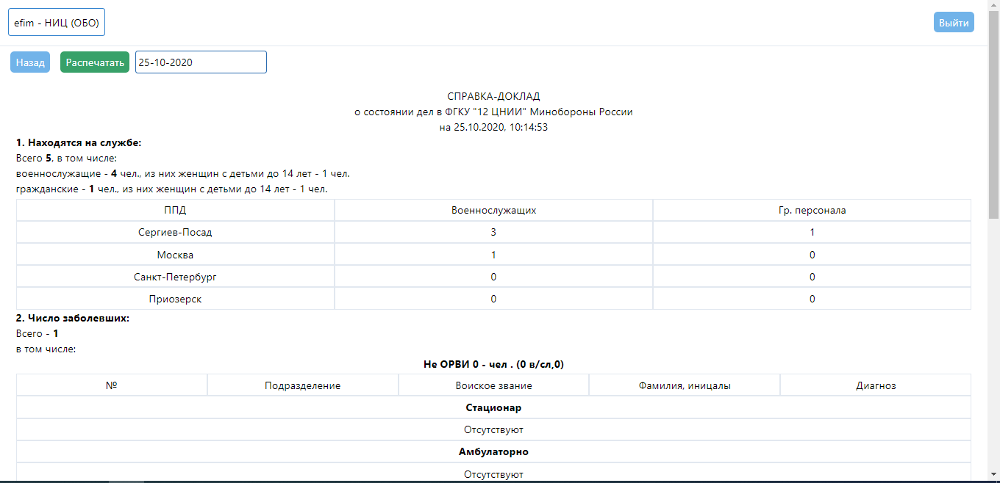 efim - НИЦ (ОБО)
Выйти
Назад Распечатать 25-10-2020
СПРАВКА-ДОКЛАД
о состоянии дел в ФГКУ "12 ЦНИИ" Минобороны России
на 25.10.2020, 10:14:53
1. Находятся на службе:
Всего 5, в том числе:
военнослужащие - 4 чел., из них женщин с детьми до 14 лет - 1 чел.
гражданские - 1 чел., из них женщин с детьми до 14 лет - 1 чел.
ППД Военнослужащих Гр. персонала
Сергиев-Посад 3 1
Москва 1 0
Санкт-Петербург 0 0
Приозерск 0 0
2. Число заболевших:
Всего - 1
в том числе:
Не ОРВИ 0 - чел . (0 в/сл,0)
№ Подразделение Воиское звание Фамилия, иницалы Диагноз
Стационар
Отсутствуют
Амбулаторно
Отсутствуют